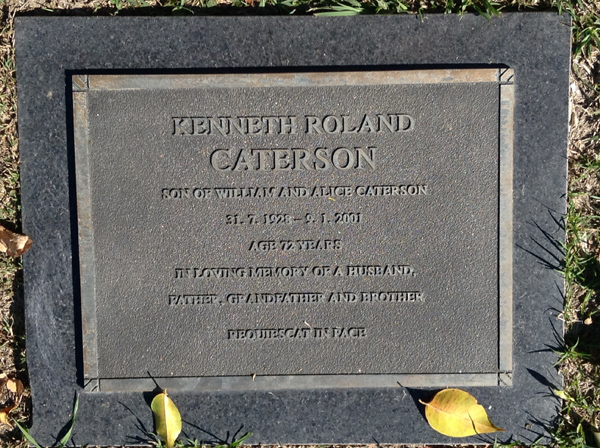 KENNETH ROLAND
CATERSON
SON OF WILLIAM AND ALICE CATERSON
31. 7. 1928 – 9. 1. 2001
AGE 72 YEARS
IN LOVING MEMORY OF A HUSBAND,
FATHER, GRANDFATHER AND BROTHER
REQUIESCAT IN PACE